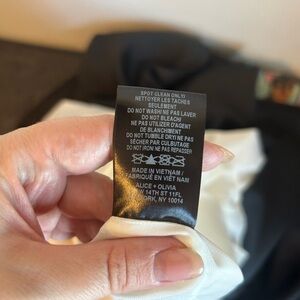 SPOT CLEAN ONLY/
NETTOYER LES TACHES
SEULEMENT
DO NOT WASH/NE PAS LAVER
DO NOT BLEACH/
NE PAS UTILIZER D'AGENT
DE BLANCHIMENT
DO NOT TUMBLE DRY/NE PAS
SÉCHER PAR CULBUTAGE
DO NOT IRON/NE PAS REPASSER
MADE IN VIETNAM/
FABRIQUÉ EN VIÊT NAM
ALICE + OLIVIA
W 14TH ST 11FL
YORK, NY 10014